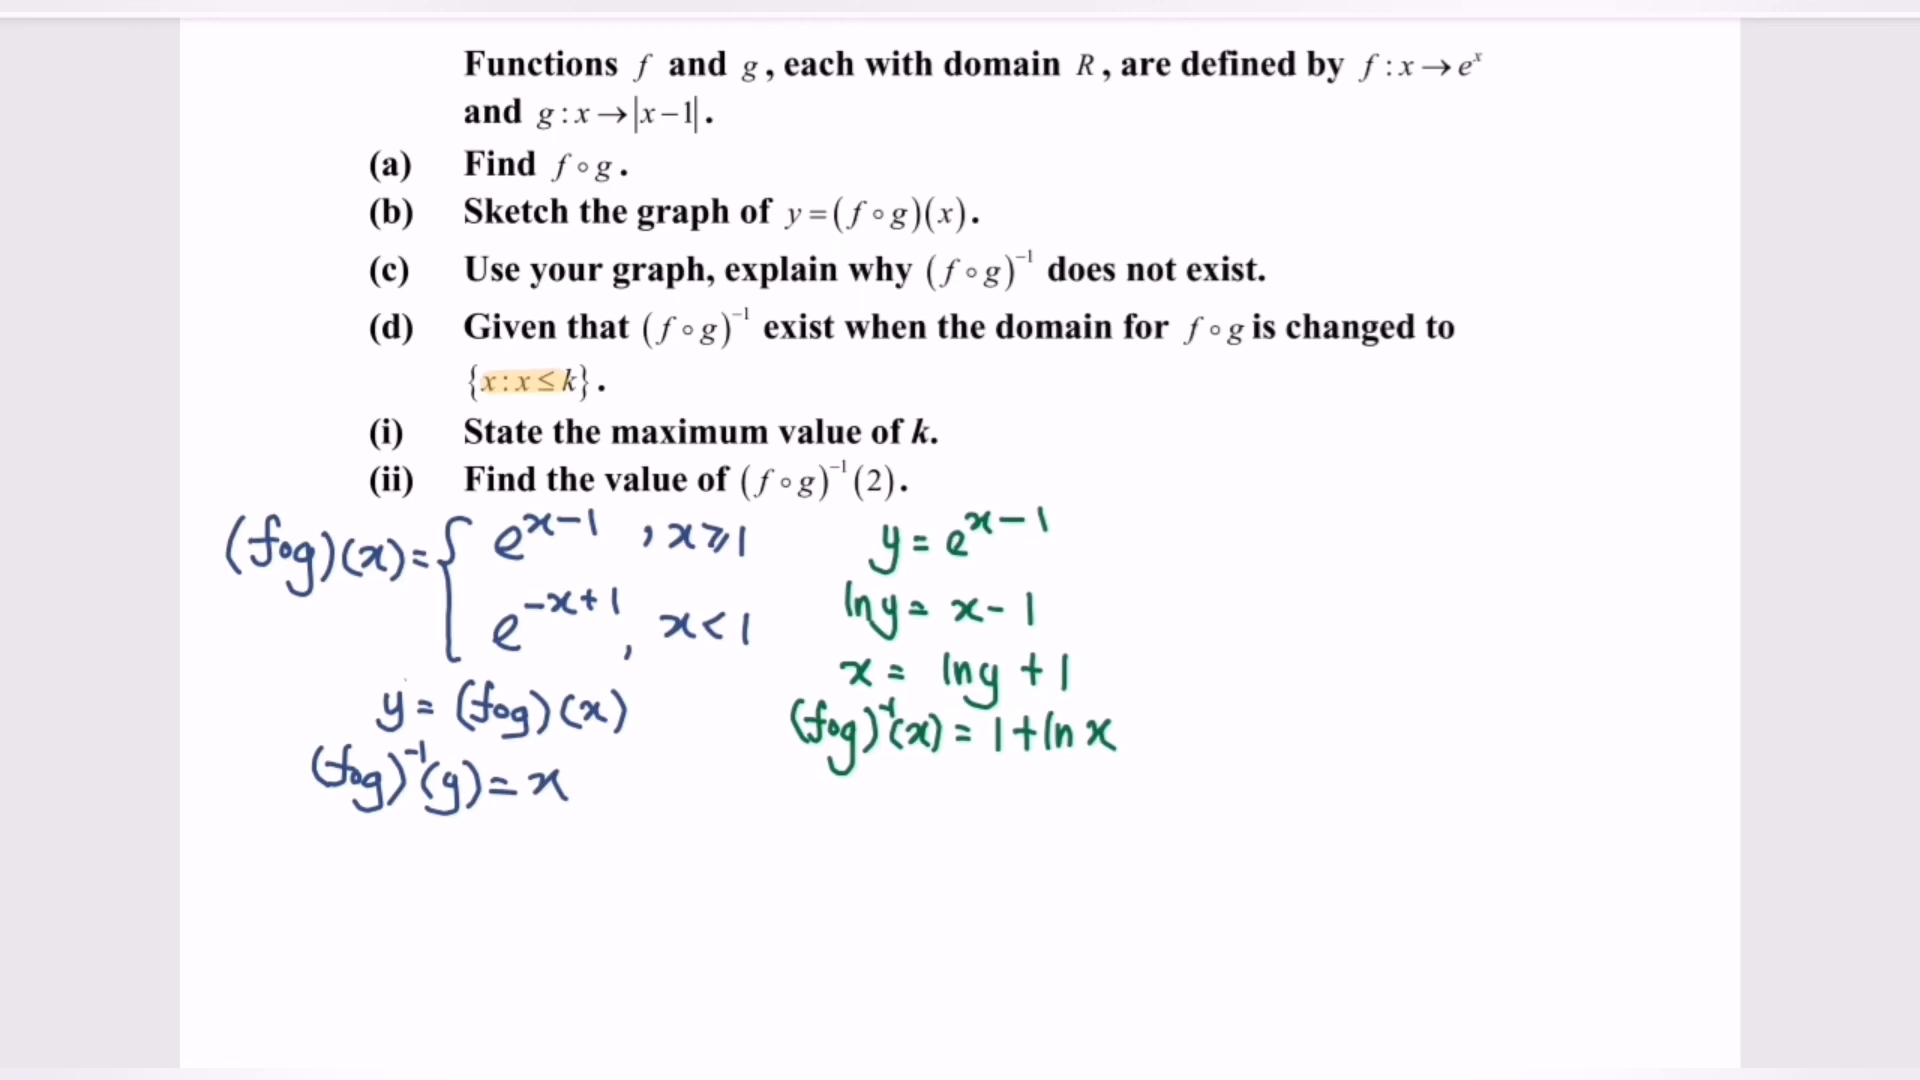 Functions f and g, each with domain R, are defined by f : x → eˣ
and g : x → |x − 1|.
(a) Find f ∘ g.
(b) Sketch the graph of y = (f ∘ g)(x).
(c) Use your graph, explain why (f ∘ g)⁻¹ does not exist.
(d) Given that (f ∘ g)⁻¹ exist when the domain for f ∘ g is changed to
{x : x ≤ k}.
(i) State the maximum value of k.
(ii) Find the value of (f ∘ g)⁻¹(2).
(fog)(x) = { e^(x−1) , x ≥ 1
e^(−x+1) , x < 1
y = (fog)(x)
(fog)⁻¹(y) = x
y = e^(x−1)
ln y = x − 1
x = ln y + 1
(fog)⁻¹(x) = 1 + ln x